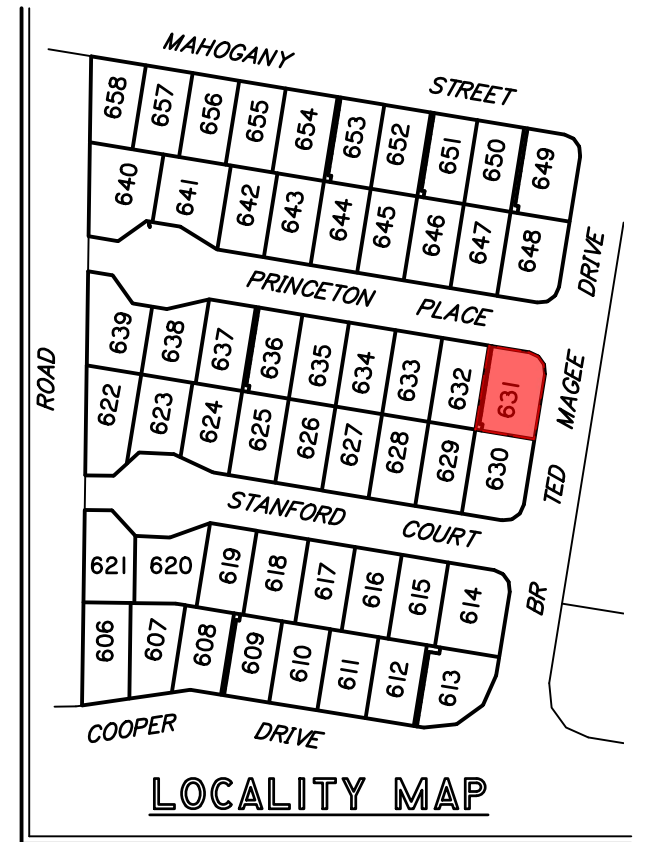 MAHOGANY STREET
658 657 656 655 654 653 652 651 650 649
640 641 642 643 644 645 646 647 648
DRIVE
PRINCETON PLACE
639 638 637 636 635 634 633 632 631
ROAD
MAGEE
622 623 624 625 626 627 628 629 630
TED
STANFORD COURT
621 620 619 618 617 616 615 614
BR
606 607 608 609 610 611 612 613
COOPER DRIVE
LOCALITY MAP